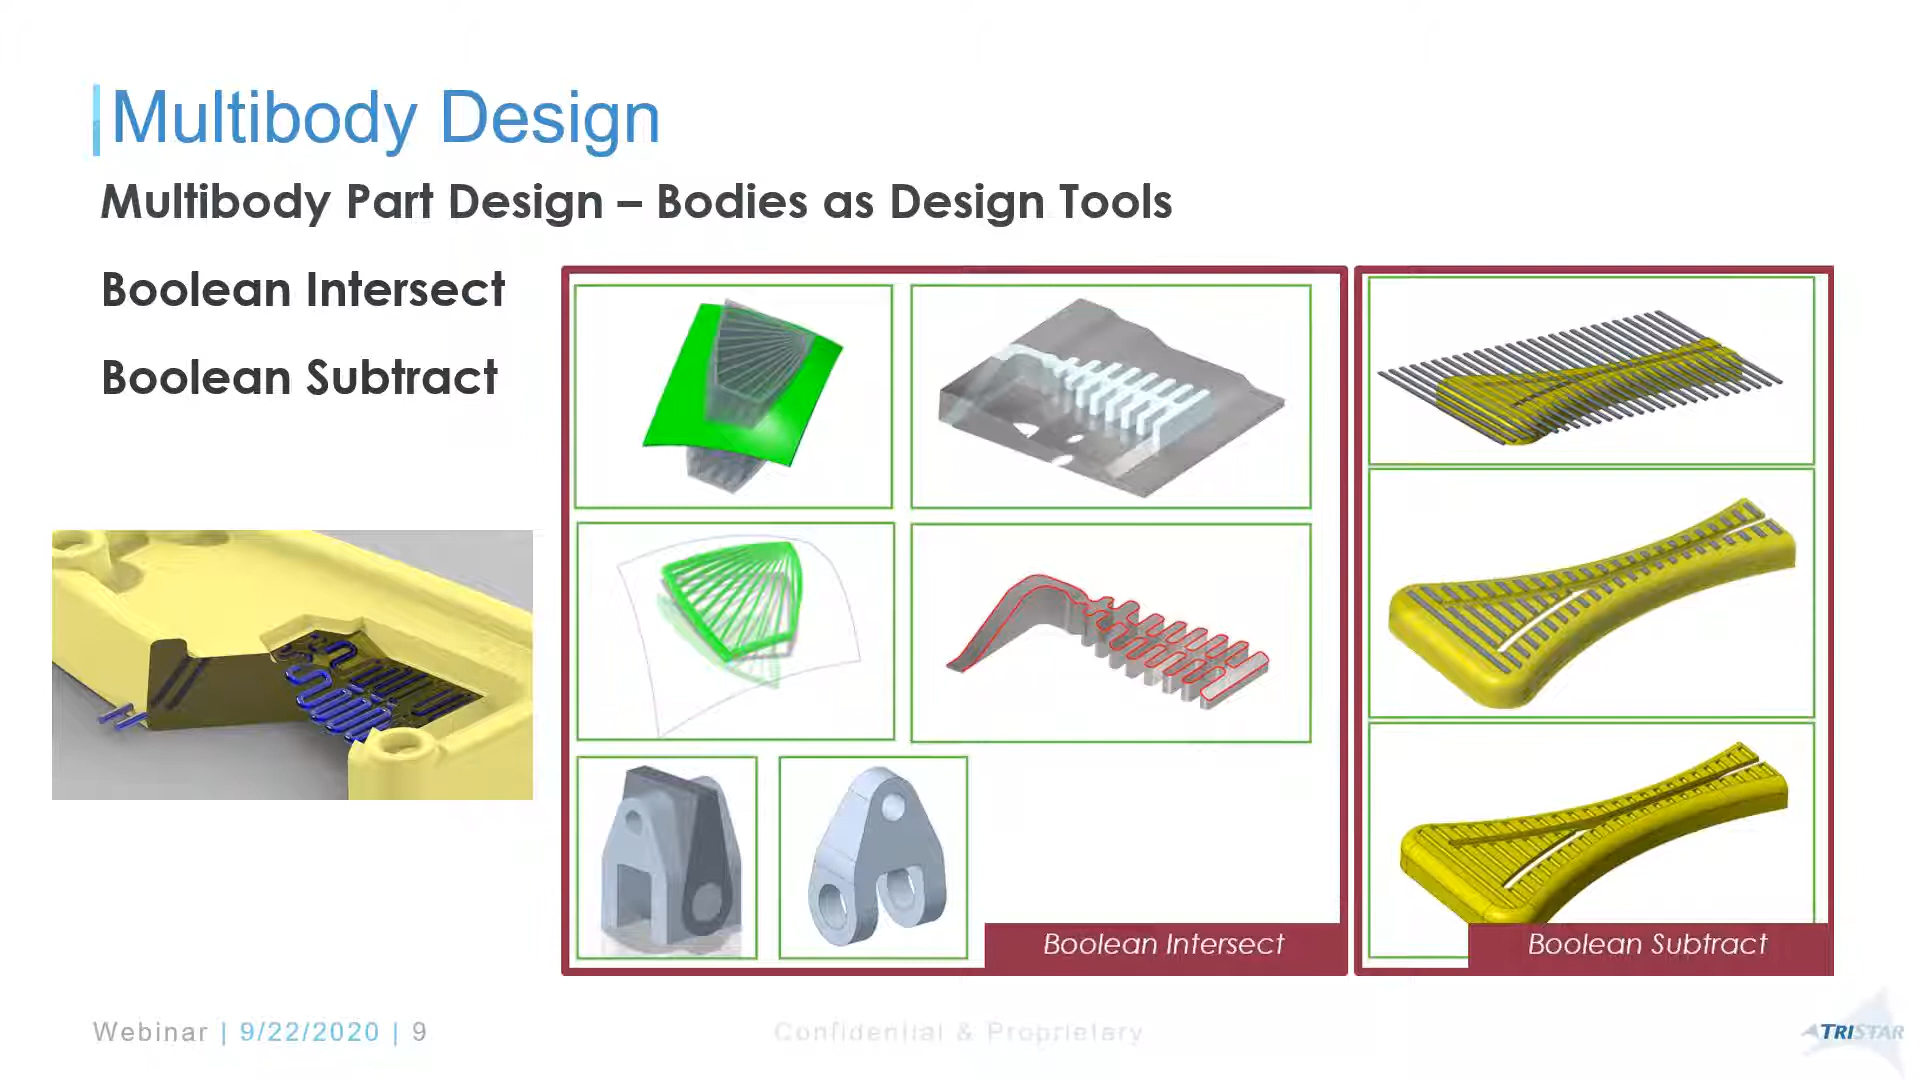 Multibody Design
Multibody Part Design – Bodies as Design Tools
Boolean Intersect
Boolean Subtract
Boolean Intersect
Boolean Subtract
Webinar | 9/22/2020 | 9
Confidential & Proprietary
TRISTAR